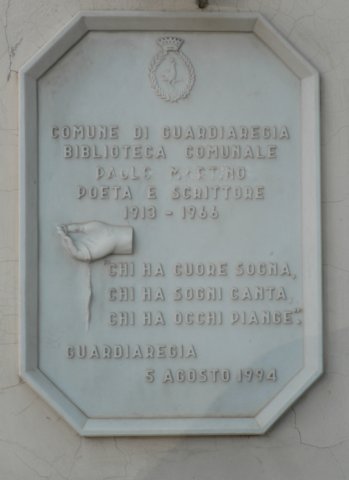 COMUNE DI GUARDIAREGIA
BIBLIOTECA COMUNALE
POETA E SCRITTORE
1913 - 1966
"CHI HA CUORE SOGNA,
CHI HA SOGNI CANTA,
CHI HA OCCHI PIANGE".
GUARDIAREGIA
5 AGOSTO 1994